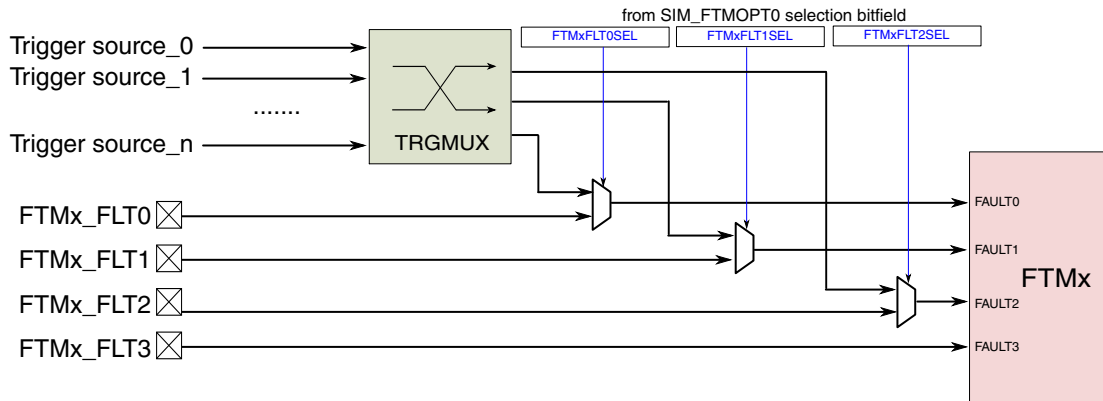 from SIM_FTMOPT0 selection bitfield
FTMxFLT0SEL
FTMxFLT1SEL
FTMxFLT2SEL
Trigger source_0
Trigger source_1
.......
Trigger source_n
TRGMUX
FTMx_FLT0
FTMx_FLT1
FTMx_FLT2
FTMx_FLT3
FAULT0
FAULT1
FTMx
FAULT2
FAULT3